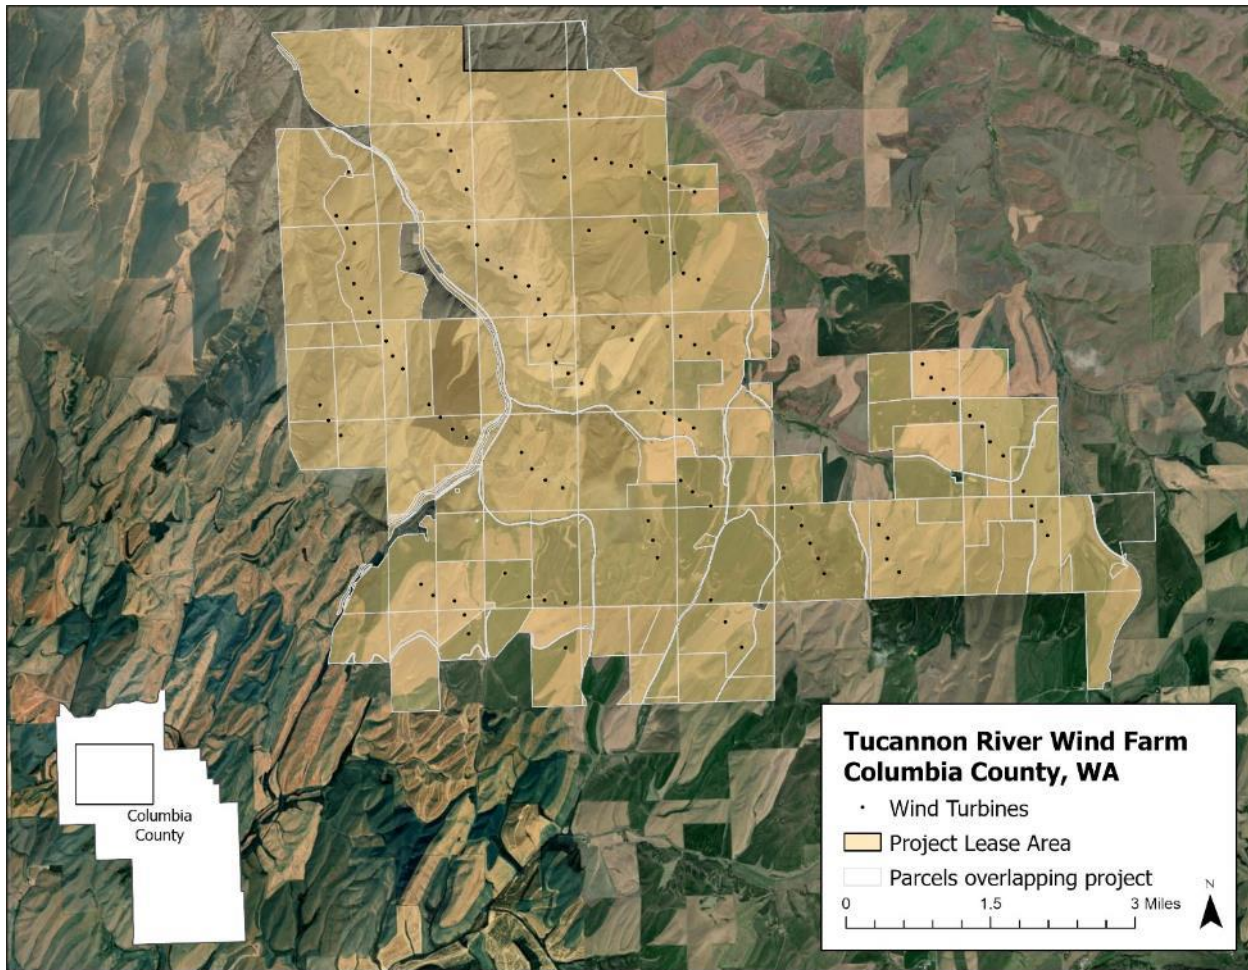 Tucannon River Wind Farm
Columbia County, WA
Wind Turbines
Project Lease Area
Parcels overlapping project
0 1.5 3 Miles
N
Columbia
County